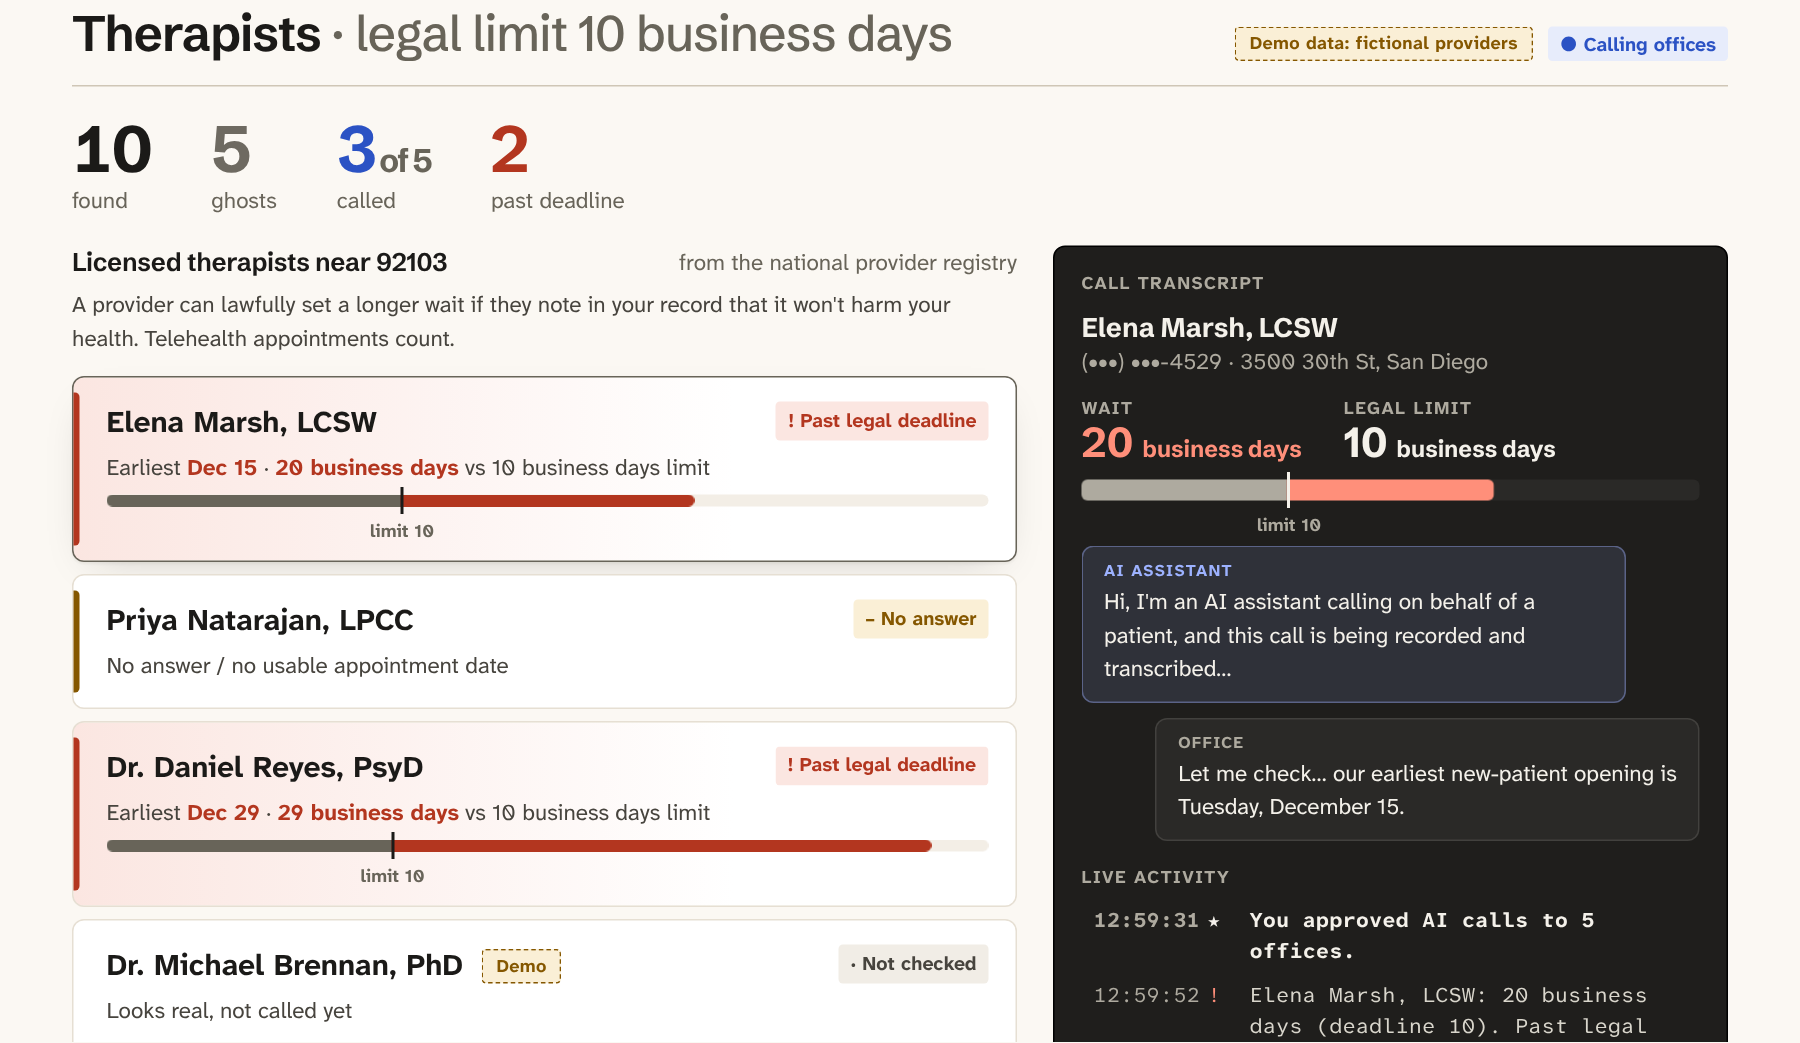 Therapists · legal limit 10 business days
Demo data: fictional providers
Calling offices
10
found
5
ghosts
3 of 5
called
2
past deadline
Licensed therapists near 92103
from the national provider registry
A provider can lawfully set a longer wait if they note in your record that it won't harm your
health. Telehealth appointments count.
Elena Marsh, LCSW
! Past legal deadline
Earliest Dec 15 · 20 business days vs 10 business days limit
limit 10
Priya Natarajan, LPCC
– No answer
No answer / no usable appointment date
Dr. Daniel Reyes, PsyD
! Past legal deadline
Earliest Dec 29 · 29 business days vs 10 business days limit
limit 10
Dr. Michael Brennan, PhD
Demo
· Not checked
Looks real, not called yet
CALL TRANSCRIPT
Elena Marsh, LCSW
(•••) •••-4529 · 3500 30th St, San Diego
WAIT
20 business days
LEGAL LIMIT
10 business days
limit 10
AI ASSISTANT
Hi, I'm an AI assistant calling on behalf of a
patient, and this call is being recorded and
transcribed...
OFFICE
Let me check... our earliest new-patient opening is
Tuesday, December 15.
LIVE ACTIVITY
12:59:31 ★ You approved AI calls to 5
offices.
12:59:52 ! Elena Marsh, LCSW: 20 business
days (deadline 10). Past legal